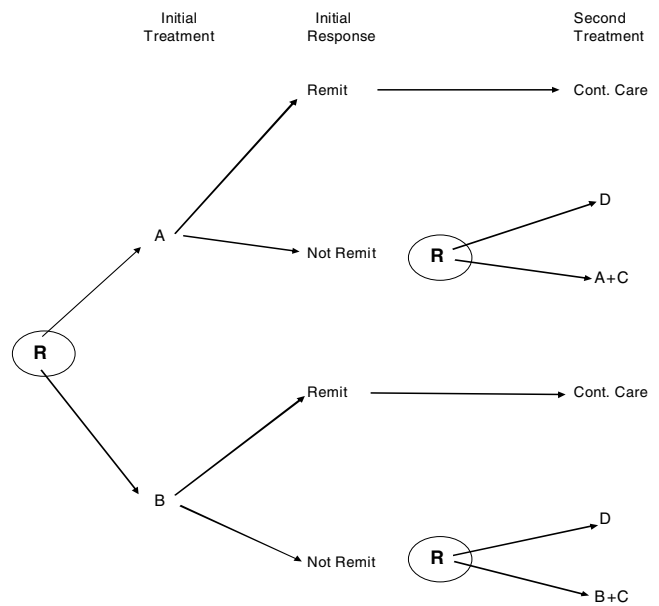 Initial
Treatment
Initial
Response
Second
Treatment
Remit
Cont. Care
A
Not Remit
R
D
A+C
R
Remit
Cont. Care
B
Not Remit
R
D
B+C